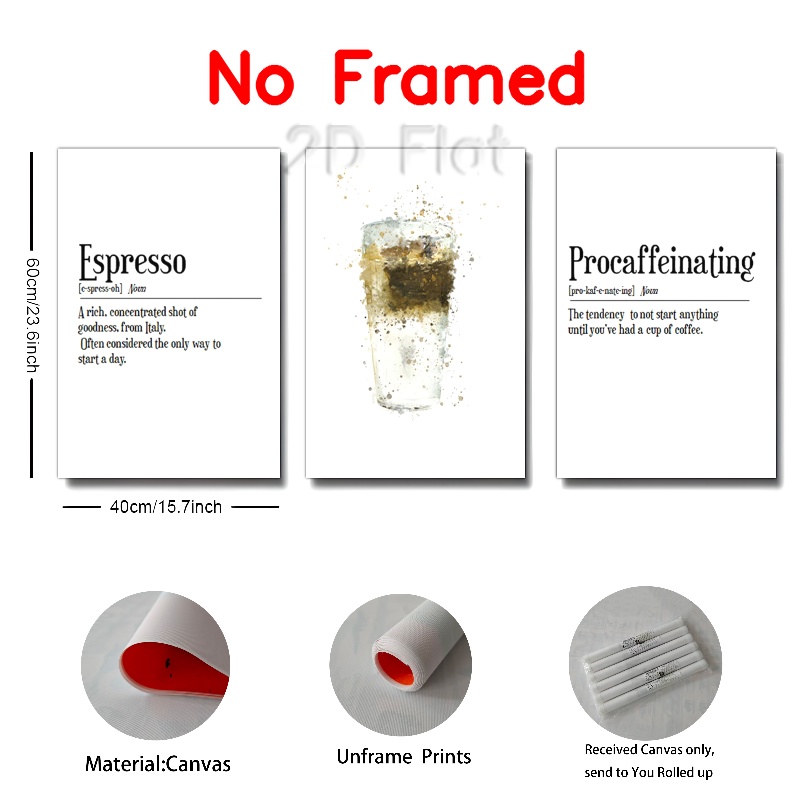 No Framed
2D Flat
60cm/23.6inch
Espresso
[e-spress-oh] Noun
A rich, concentrated shot of
goodness, from Italy.
Often considered the only way to
start a day.
Procaffeinating
[pro-kaf-e-nate-ing] Noun
The tendency to not start anything
until you've had a cup of coffee.
40cm/15.7inch
Material:Canvas
Unframe Prints
Received Canvas only,
send to You Rolled up